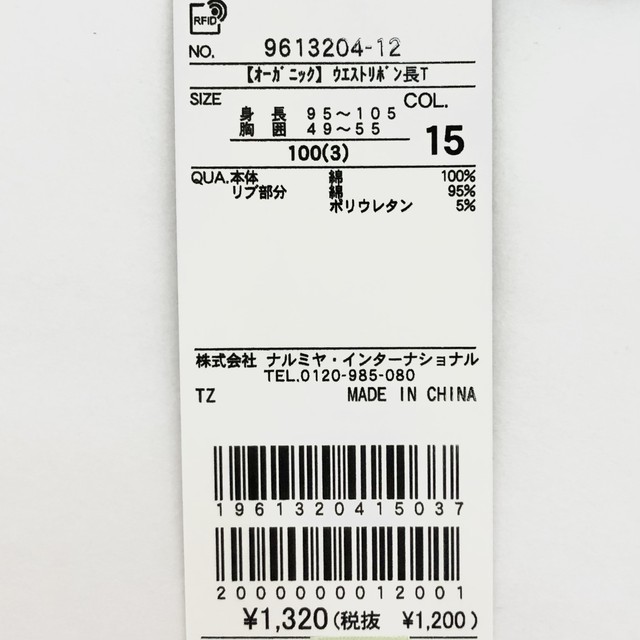 RFID
NO. 9613204-12
【オーガニック】ウエストリボン長T
SIZE
COL.
身長 95～105
胸囲 49～55
100(3)
15
QUA.本体 綿 100%
リブ部分 綿 95%
ポリウレタン 5%
株式会社 ナルミヤ・インターナショナル
TEL.0120-985-080
TZ MADE IN CHINA
1961320415037
2000000012001
¥1,320(税抜 ¥1,200)